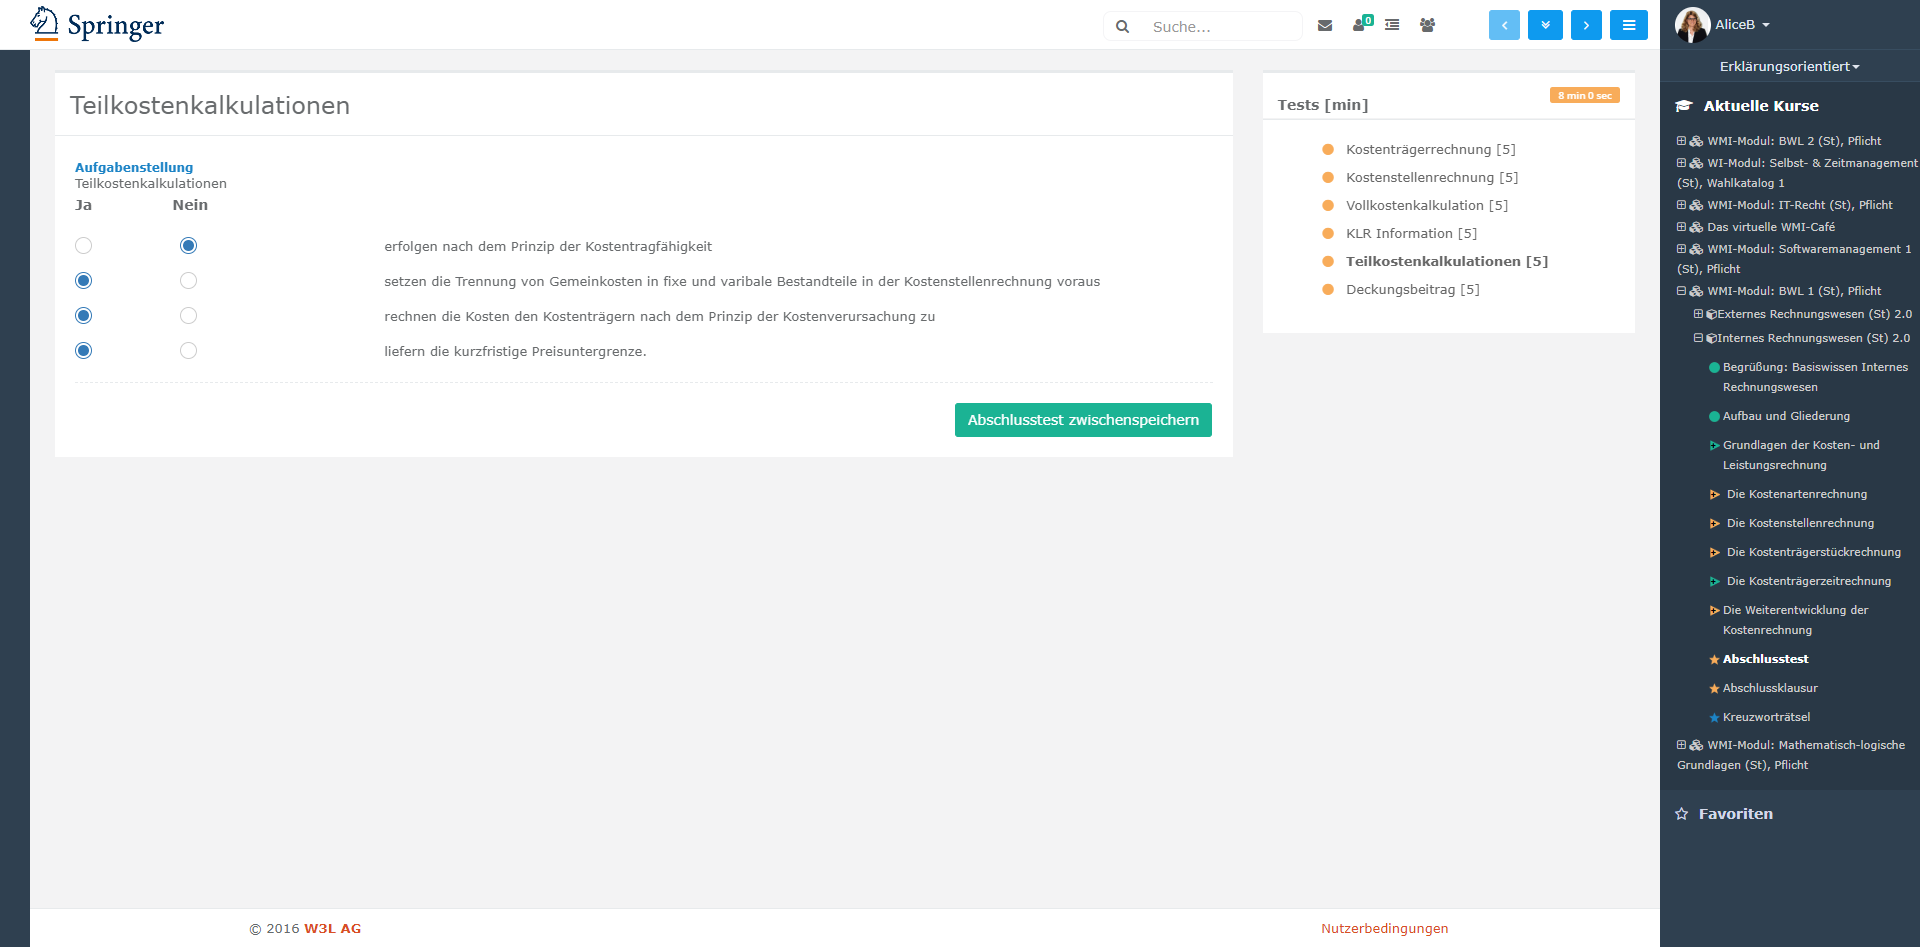 Springer
Suche...
0
AliceB
Erklärungsorientiert
Teilkostenkalkulationen
Aufgabenstellung
Teilkostenkalkulationen
Ja Nein
erfolgen nach dem Prinzip der Kostentragfähigkeit
setzen die Trennung von Gemeinkosten in fixe und varibale Bestandteile in der Kostenstellenrechnung voraus
rechnen die Kosten den Kostenträgern nach dem Prinzip der Kostenverursachung zu
liefern die kurzfristige Preisuntergrenze.
Abschlusstest zwischenspeichern
8 min 0 sec
Tests [min]
Kostenträgerrechnung [5]
Kostenstellenrechnung [5]
Vollkostenkalkulation [5]
KLR Information [5]
Teilkostenkalkulationen [5]
Deckungsbeitrag [5]
Aktuelle Kurse
WMI-Modul: BWL 2 (St), Pflicht
WI-Modul: Selbst- & Zeitmanagement
(St), Wahlkatalog 1
WMI-Modul: IT-Recht (St), Pflicht
Das virtuelle WMI-Café
WMI-Modul: Softwaremanagement 1
(St), Pflicht
WMI-Modul: BWL 1 (St), Pflicht
Externes Rechnungswesen (St) 2.0
Internes Rechnungswesen (St) 2.0
Begrüßung: Basiswissen Internes
Rechnungswesen
Aufbau und Gliederung
Grundlagen der Kosten- und
Leistungsrechnung
Die Kostenartenrechnung
Die Kostenstellenrechnung
Die Kostenträgerstückrechnung
Die Kostenträgerzeitrechnung
Die Weiterentwicklung der
Kostenrechnung
Abschlusstest
Abschlussklausur
Kreuzworträtsel
WMI-Modul: Mathematisch-logische
Grundlagen (St), Pflicht
Favoriten
© 2016 W3L AG
Nutzerbedingungen